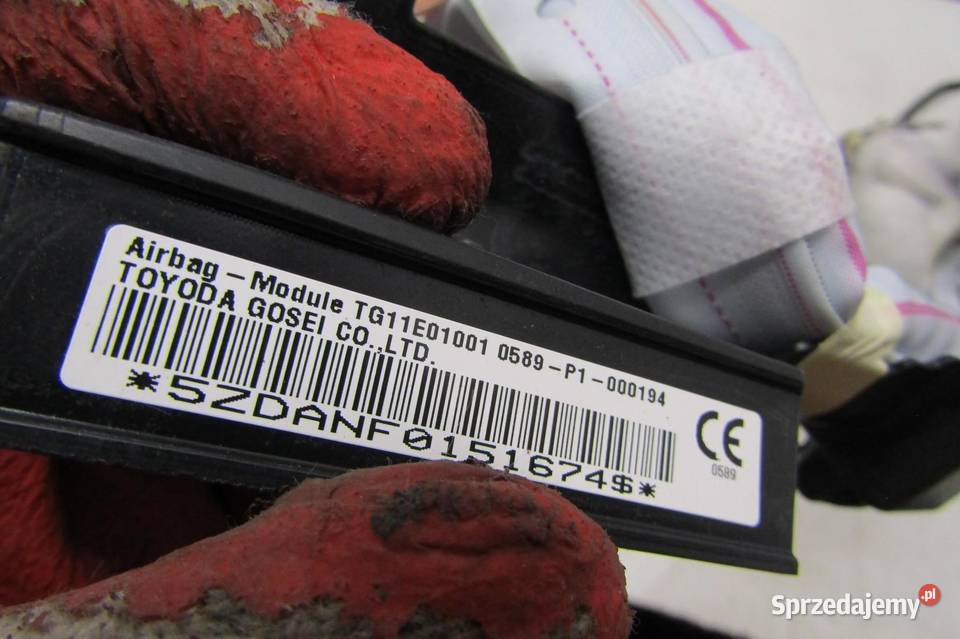 Airbag-Module TG11E01001 0589-P1-000194
TOYODA GOSEI CO.,LTD.
*5ZDANF0151674$*
CE
0589
Sprzedajemy.pl